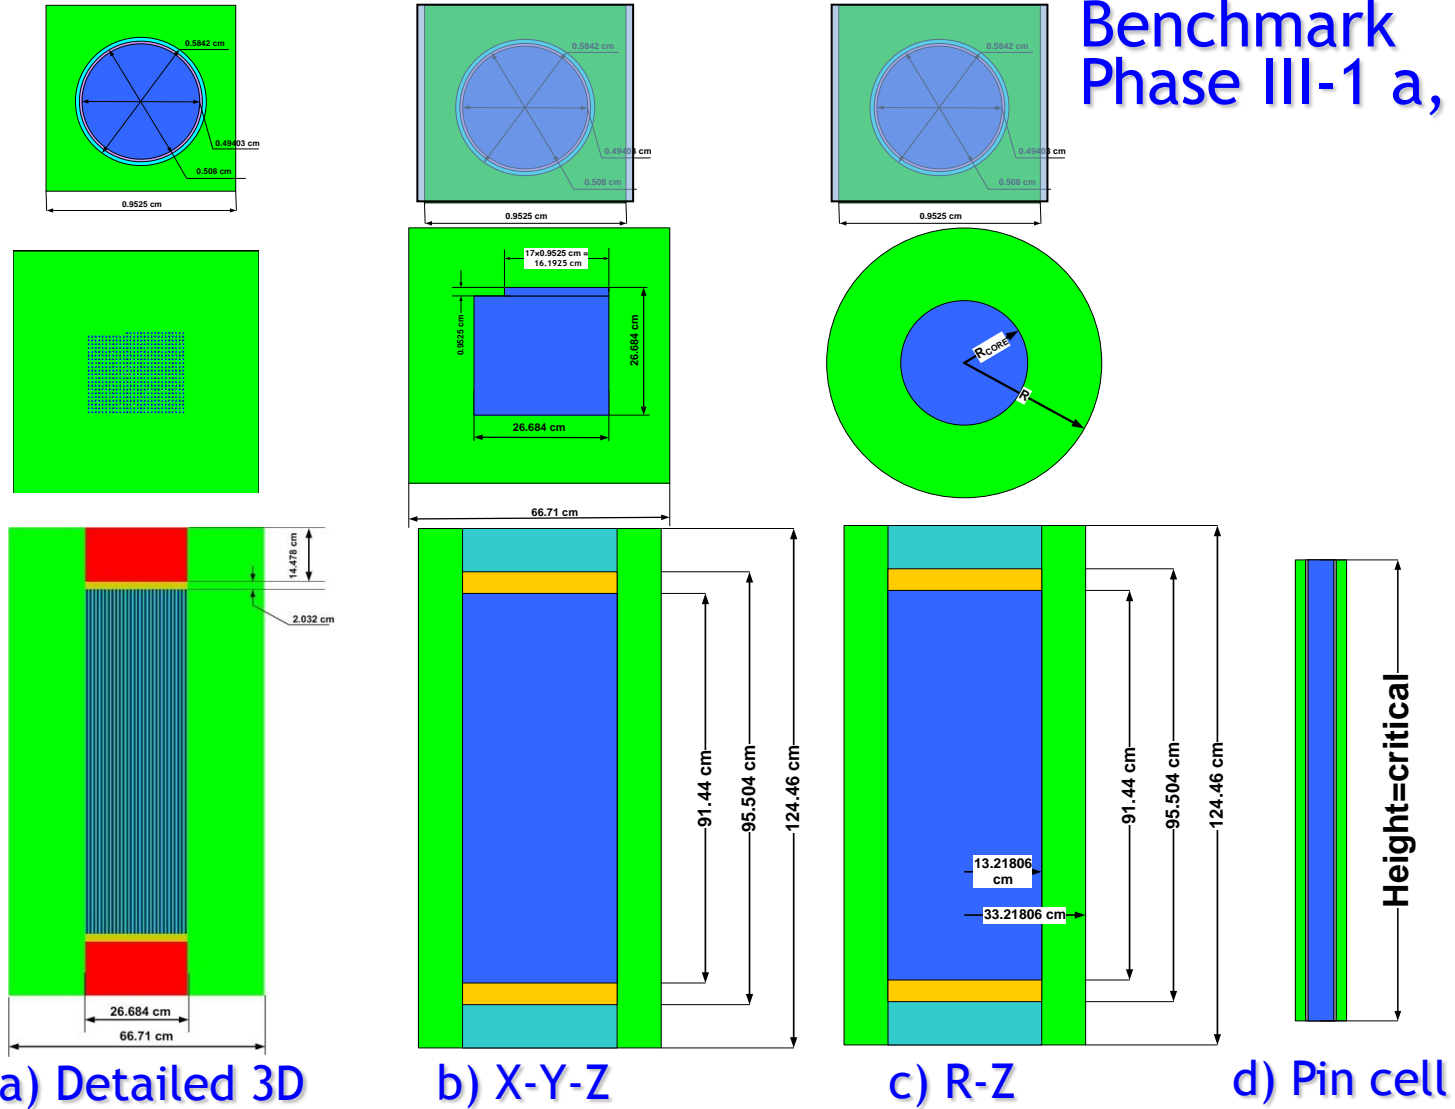 Benchmark
Phase III-1 a,
0.5842 cm
0.49403 cm
0.508 cm
0.9525 cm
0.5842 cm
0.49403 cm
0.508 cm
0.9525 cm
0.5842 cm
0.49403 cm
0.508 cm
0.9525 cm
17×0.9525 cm =
16.1925 cm
0.9525 cm
26.684 cm
26.684 cm
66.71 cm
RCORE
R
14.478 cm
2.032 cm
26.684 cm
66.71 cm
91.44 cm
95.504 cm
124.46 cm
13.21806
cm
33.21806 cm
91.44 cm
95.504 cm
124.46 cm
Height=critical
a) Detailed 3D
b) X-Y-Z
c) R-Z
d) Pin cell